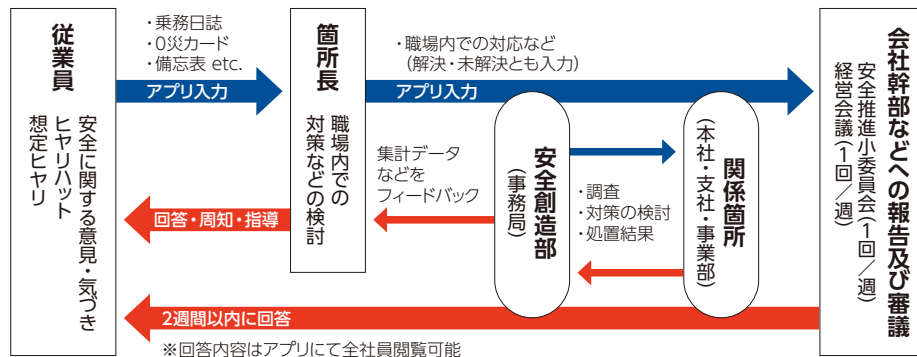 従業員
安全に関する意見・気づき
ヒヤリハット
想定ヒヤリ
・乗務日誌
・0災カード
・備忘表 etc.
アプリ入力
回答・周知・指導
箇所長
職場内での
対策などの検討
・職場内での対応など
(解決・未解決とも入力)
アプリ入力
集計データ
などを
フィードバック
安全創造部
(事務局)
・調査
・対策の検討
・処置結果
関係箇所
(本社・支社・事業部)
会社幹部などへの報告及び審議
安全推進小委員会(1回/週)
経営会議(1回/週)
2週間以内に回答
※回答内容はアプリにて全社員閲覧可能